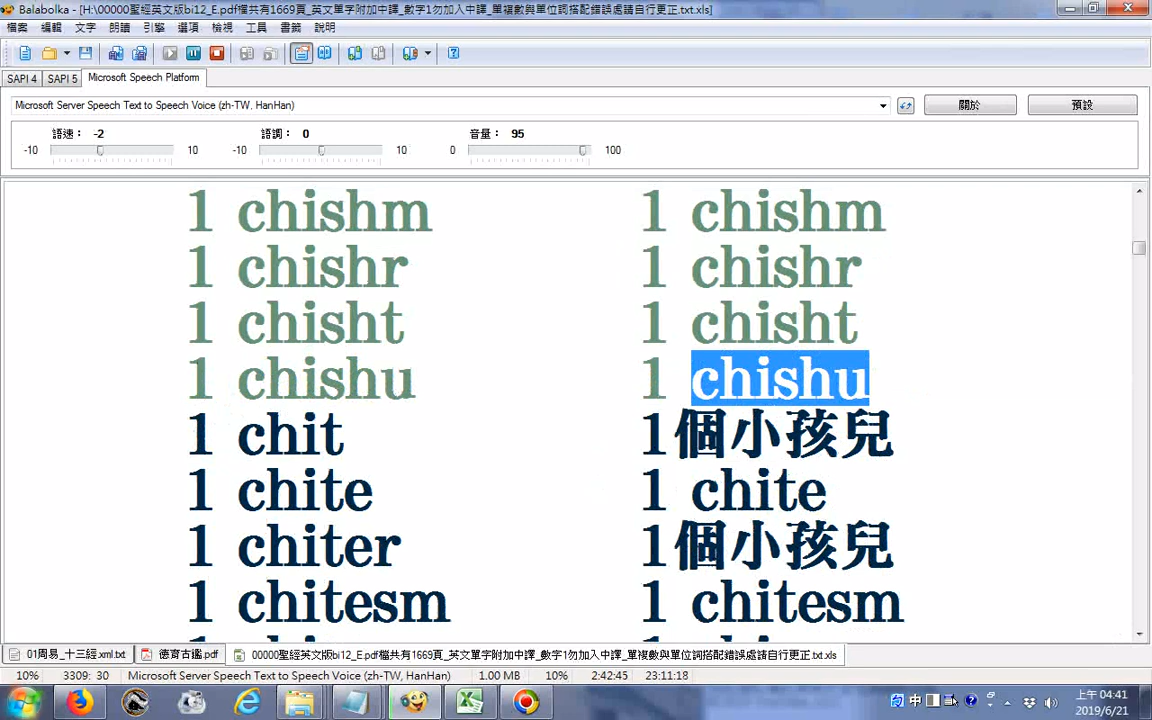 Balabolka - [H:\00000聖經英文版bi12_E.pdf檔共有1669頁_英文單字附加中譯_數字1勿加入中譯_單複數與單位詞搭配錯誤處請自行更正.txt.xls]
檔案 編輯 文字 朗讀 引擎 選項 檢視 工具 書籤 說明
SAPI 4 SAPI 5 Microsoft Speech Platform
Microsoft Server Speech Text to Speech Voice (zh-TW, HanHan) 關於 預設
語速： -2 語調： 0 音量： 95
-10 10 -10 10 0 100
1 chishm 1 chishm
1 chishr 1 chishr
1 chisht 1 chisht
1 chishu 1 chishu
1 chit 1個小孩兒
1 chite 1 chite
1 chiter 1個小孩兒
1 chitesm 1 chitesm
01周易_十三經.xml.txt 德育古鑑.pdf 00000聖經英文版bi12_E.pdf檔共有1669頁_英文單字附加中譯_數字1勿加入中譯_單複數與單位詞搭配錯誤處請自行更正.txt.xls
10% 3309: 30 Microsoft Server Speech Text to Speech Voice (zh-TW, HanHan) 1.00 MB 10% 2:42:45 23:11:18
中 上午 04:41
2019/6/21